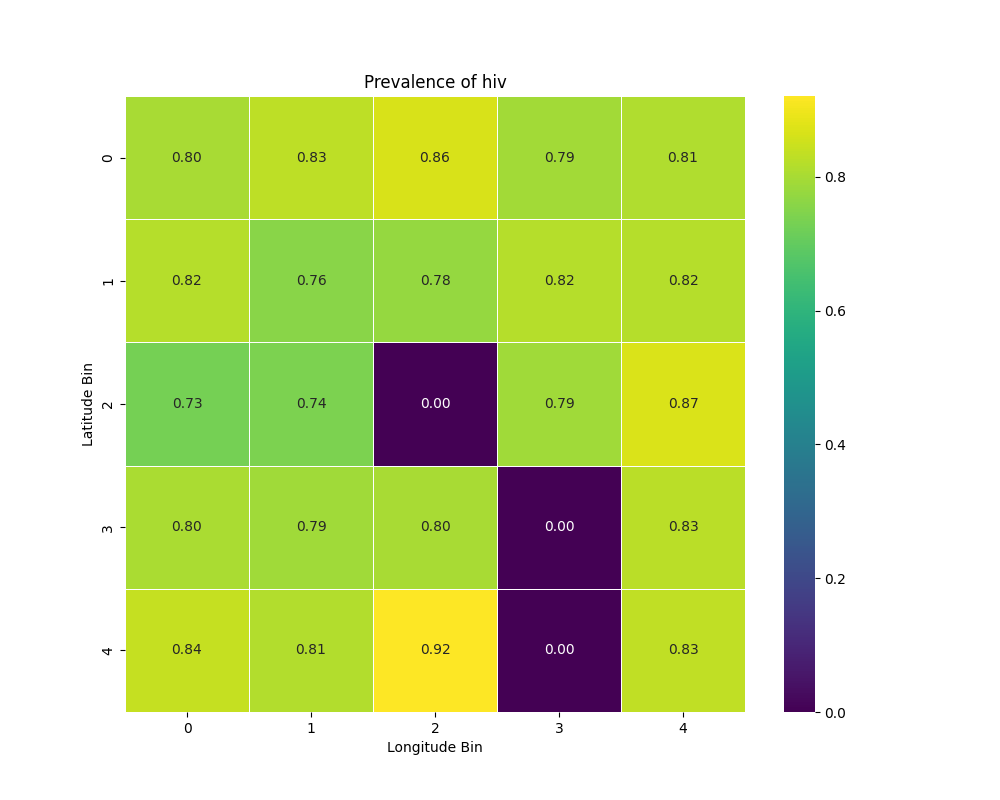 Prevalence of hiv
0 0.80 0.83 0.86 0.79 0.81
1 0.82 0.76 0.78 0.82 0.82
2 0.73 0.74 0.00 0.79 0.87
3 0.80 0.79 0.80 0.00 0.83
4 0.84 0.81 0.92 0.00 0.83
Latitude Bin
0 1 2 3 4
Longitude Bin
0.8
0.6
0.4
0.2
0.0